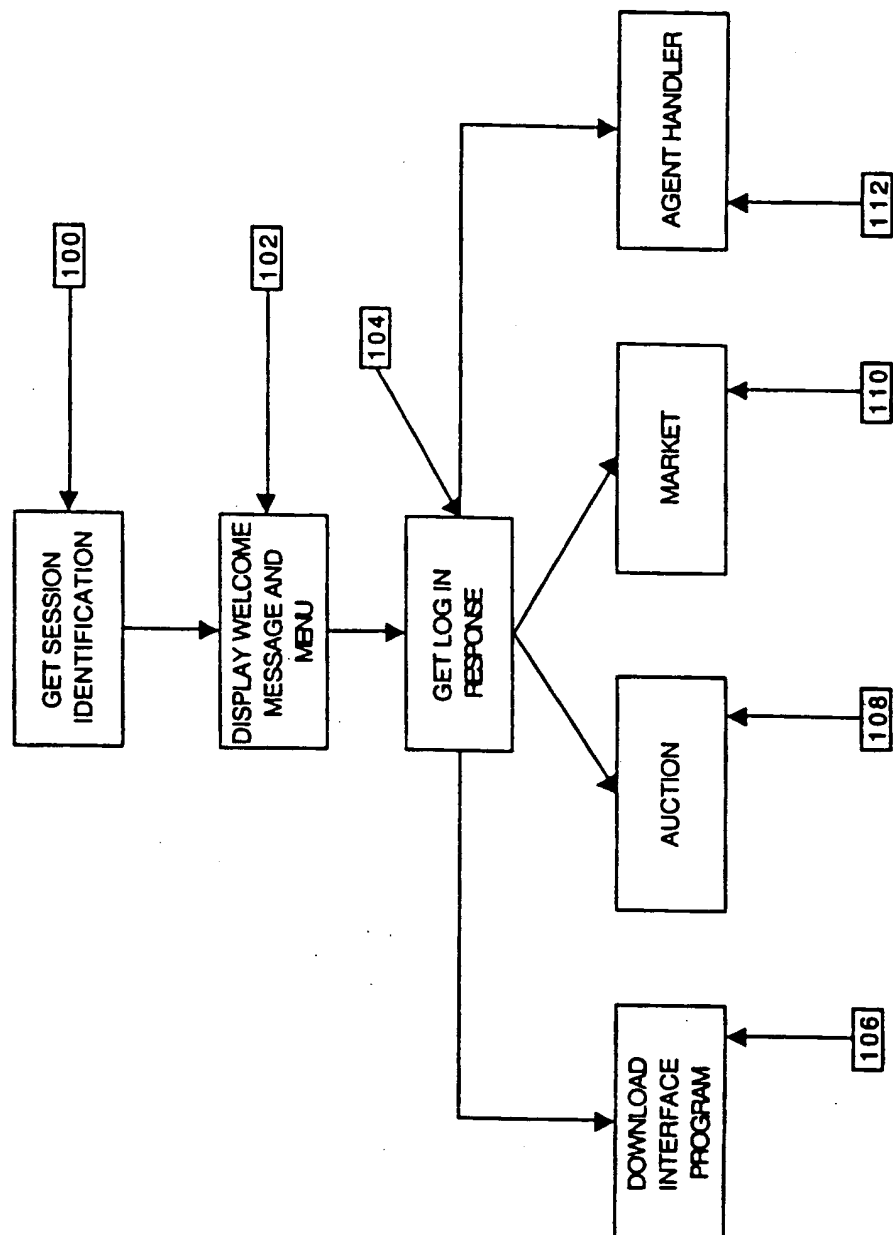 GET SESSION
IDENTIFICATION
100
DISPLAY WELCOME
MESSAGE AND
MENU
102
GET LOG IN
RESPONSE
104
DOWNLOAD
INTERFACE
PROGRAM
106
AUCTION
108
MARKET
110
AGENT HANDLER
112